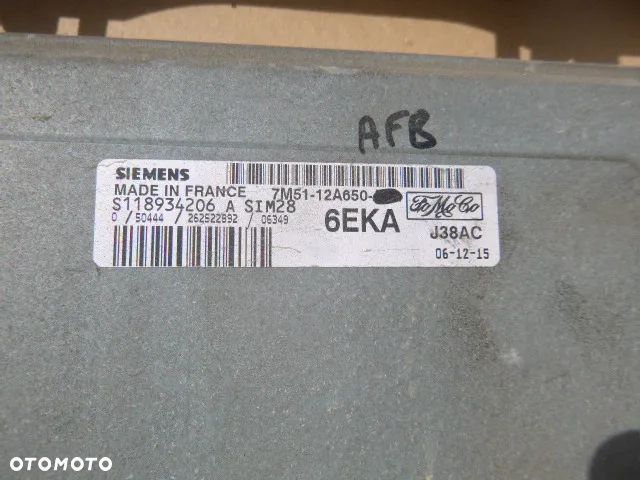 AFB
SIEMENS
MADE IN FRANCE 7M51-12A650-
S118934206 A SIM28
0 / 50444 / 262522892 / 06349
6EKA
FoMoCo
J38AC
06-12-15
OTOMOTO